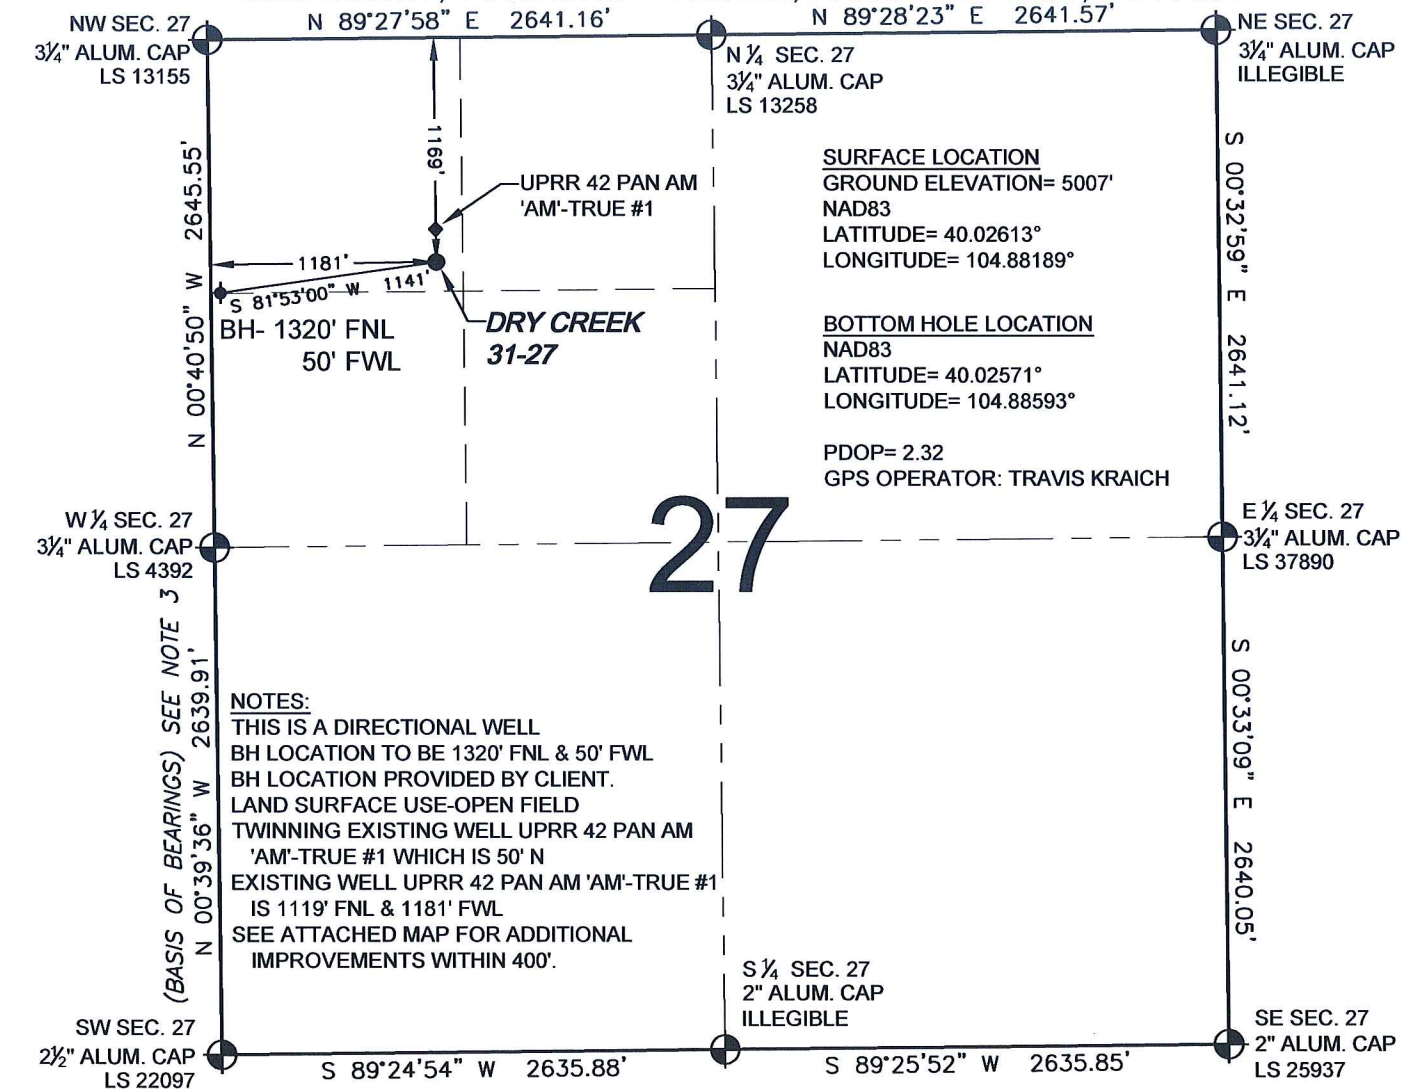 N 89°27'58" E 2641.16'
N 89°28'23" E 2641.57'
NW SEC. 27
3¼" ALUM. CAP
LS 13155
N ¼ SEC. 27
3¼" ALUM. CAP
LS 13258
NE SEC. 27
3¼" ALUM. CAP
ILLEGIBLE
N 00°40'50" W 2645.55'
1169'
UPRR 42 PAN AM
'AM'-TRUE #1
1181'
S 81°53'00" W 1141'
BH- 1320' FNL
50' FWL
DRY CREEK
31-27
SURFACE LOCATION
GROUND ELEVATION= 5007'
NAD83
LATITUDE= 40.02613°
LONGITUDE= 104.88189°
BOTTOM HOLE LOCATION
NAD83
LATITUDE= 40.02571°
LONGITUDE= 104.88593°
PDOP= 2.32
GPS OPERATOR: TRAVIS KRAICH
S 00°32'59" E 2641.12'
W ¼ SEC. 27
3¼" ALUM. CAP
LS 4392
27
E ¼ SEC. 27
3¼" ALUM. CAP
LS 37890
(BASIS OF BEARINGS) SEE NOTE 3
N 00°39'36" W 2639.91'
NOTES:
THIS IS A DIRECTIONAL WELL
BH LOCATION TO BE 1320' FNL & 50' FWL
BH LOCATION PROVIDED BY CLIENT.
LAND SURFACE USE-OPEN FIELD
TWINNING EXISTING WELL UPRR 42 PAN AM
'AM'-TRUE #1 WHICH IS 50' N
EXISTING WELL UPRR 42 PAN AM 'AM'-TRUE #1
IS 1119' FNL & 1181' FWL
SEE ATTACHED MAP FOR ADDITIONAL
IMPROVEMENTS WITHIN 400'.
S 00°33'09" E 2640.05'
S ¼ SEC. 27
2" ALUM. CAP
ILLEGIBLE
SW SEC. 27
2½" ALUM. CAP
LS 22097
S 89°24'54" W 2635.88'
S 89°25'52" W 2635.85'
SE SEC. 27
2" ALUM. CAP
LS 25937